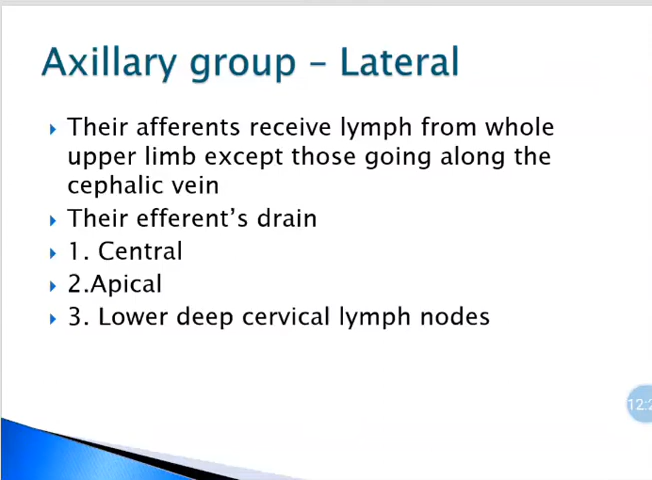 Axillary group – Lateral
Their afferents receive lymph from whole
upper limb except those going along the
cephalic vein
Their efferent's drain
1. Central
2.Apical
3. Lower deep cervical lymph nodes